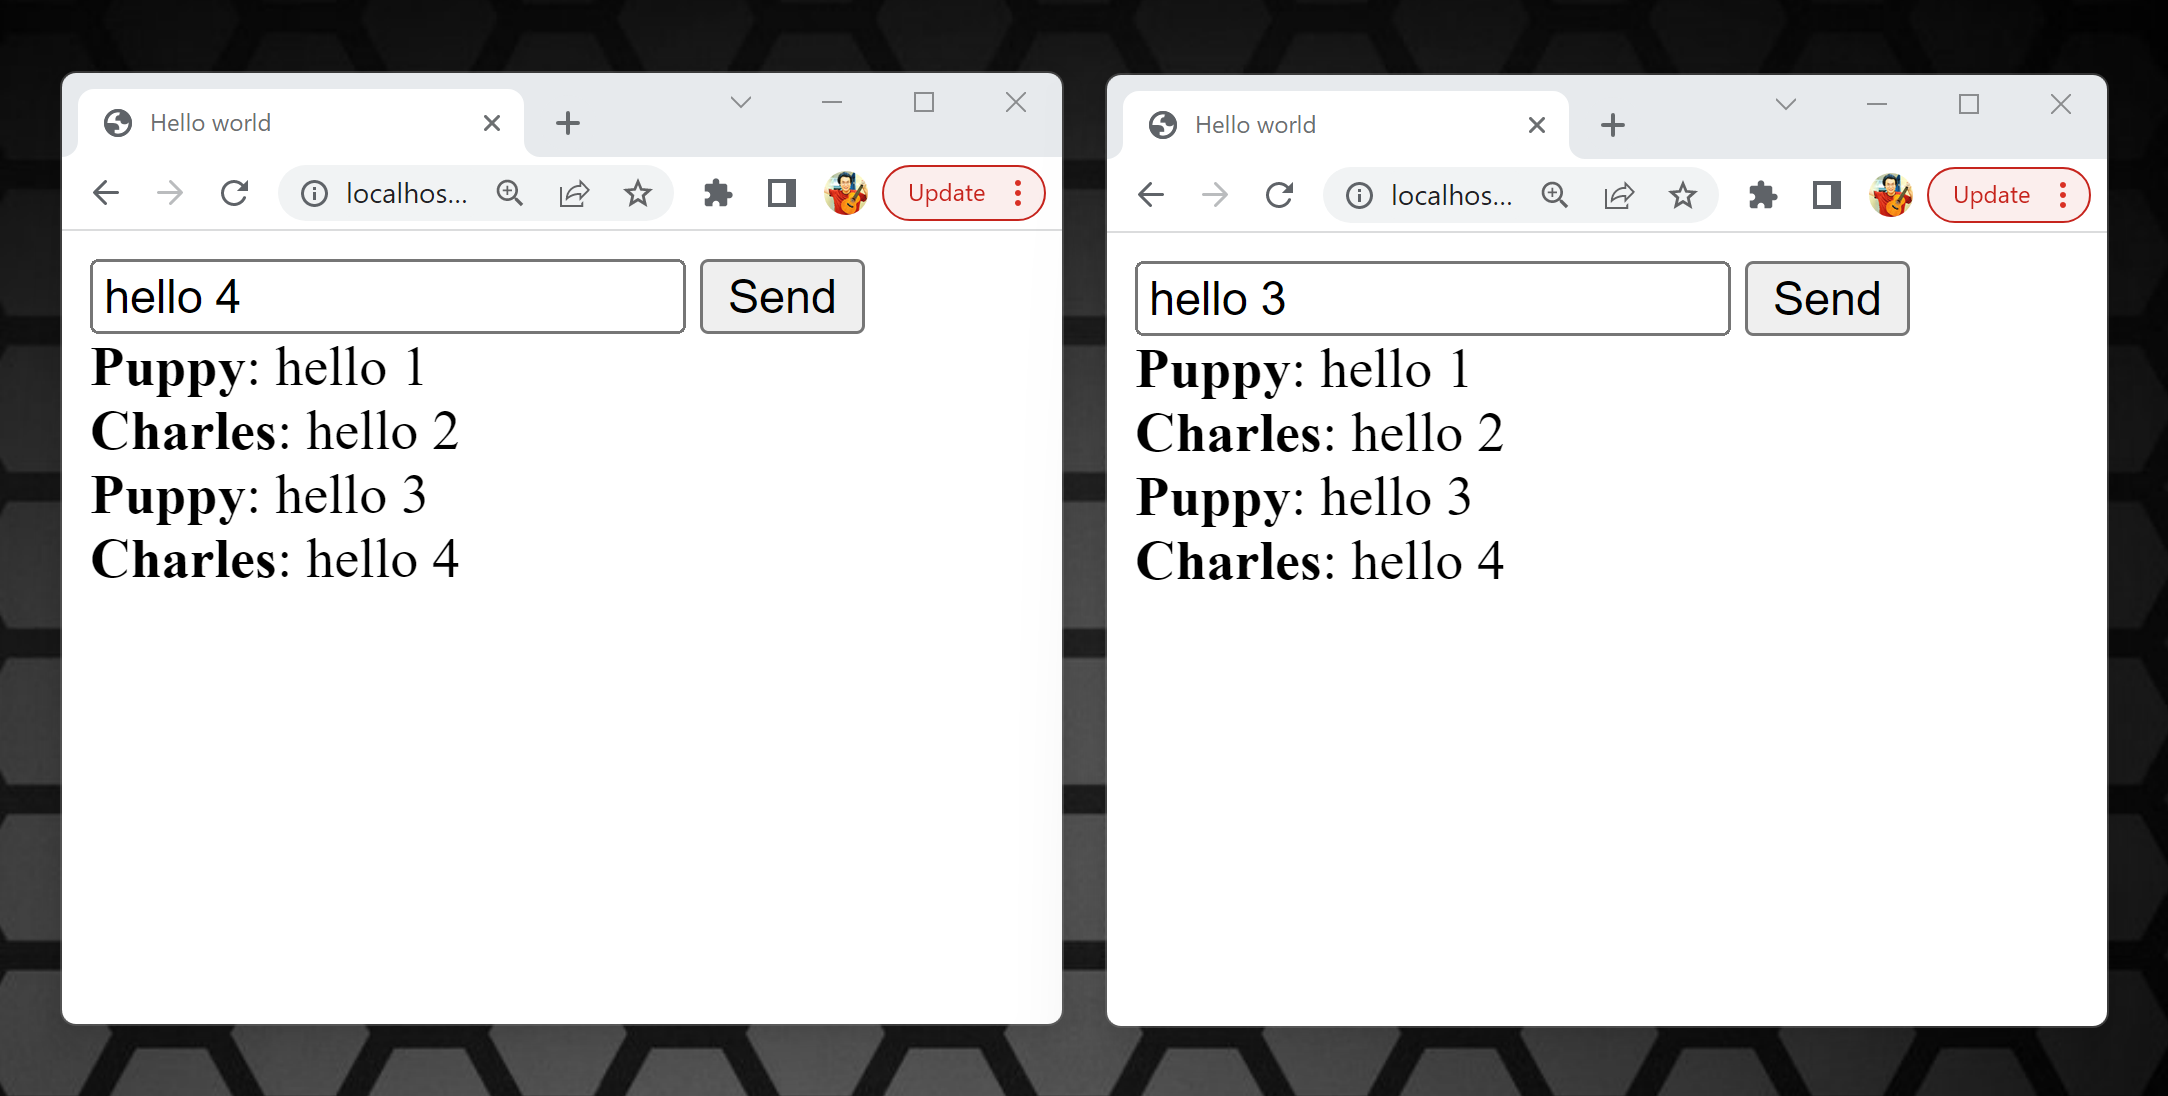 Hello world
localhos...
Update
hello 4
Send
Puppy: hello 1
Charles: hello 2
Puppy: hello 3
Charles: hello 4
Hello world
localhos...
Update
hello 3
Send
Puppy: hello 1
Charles: hello 2
Puppy: hello 3
Charles: hello 4